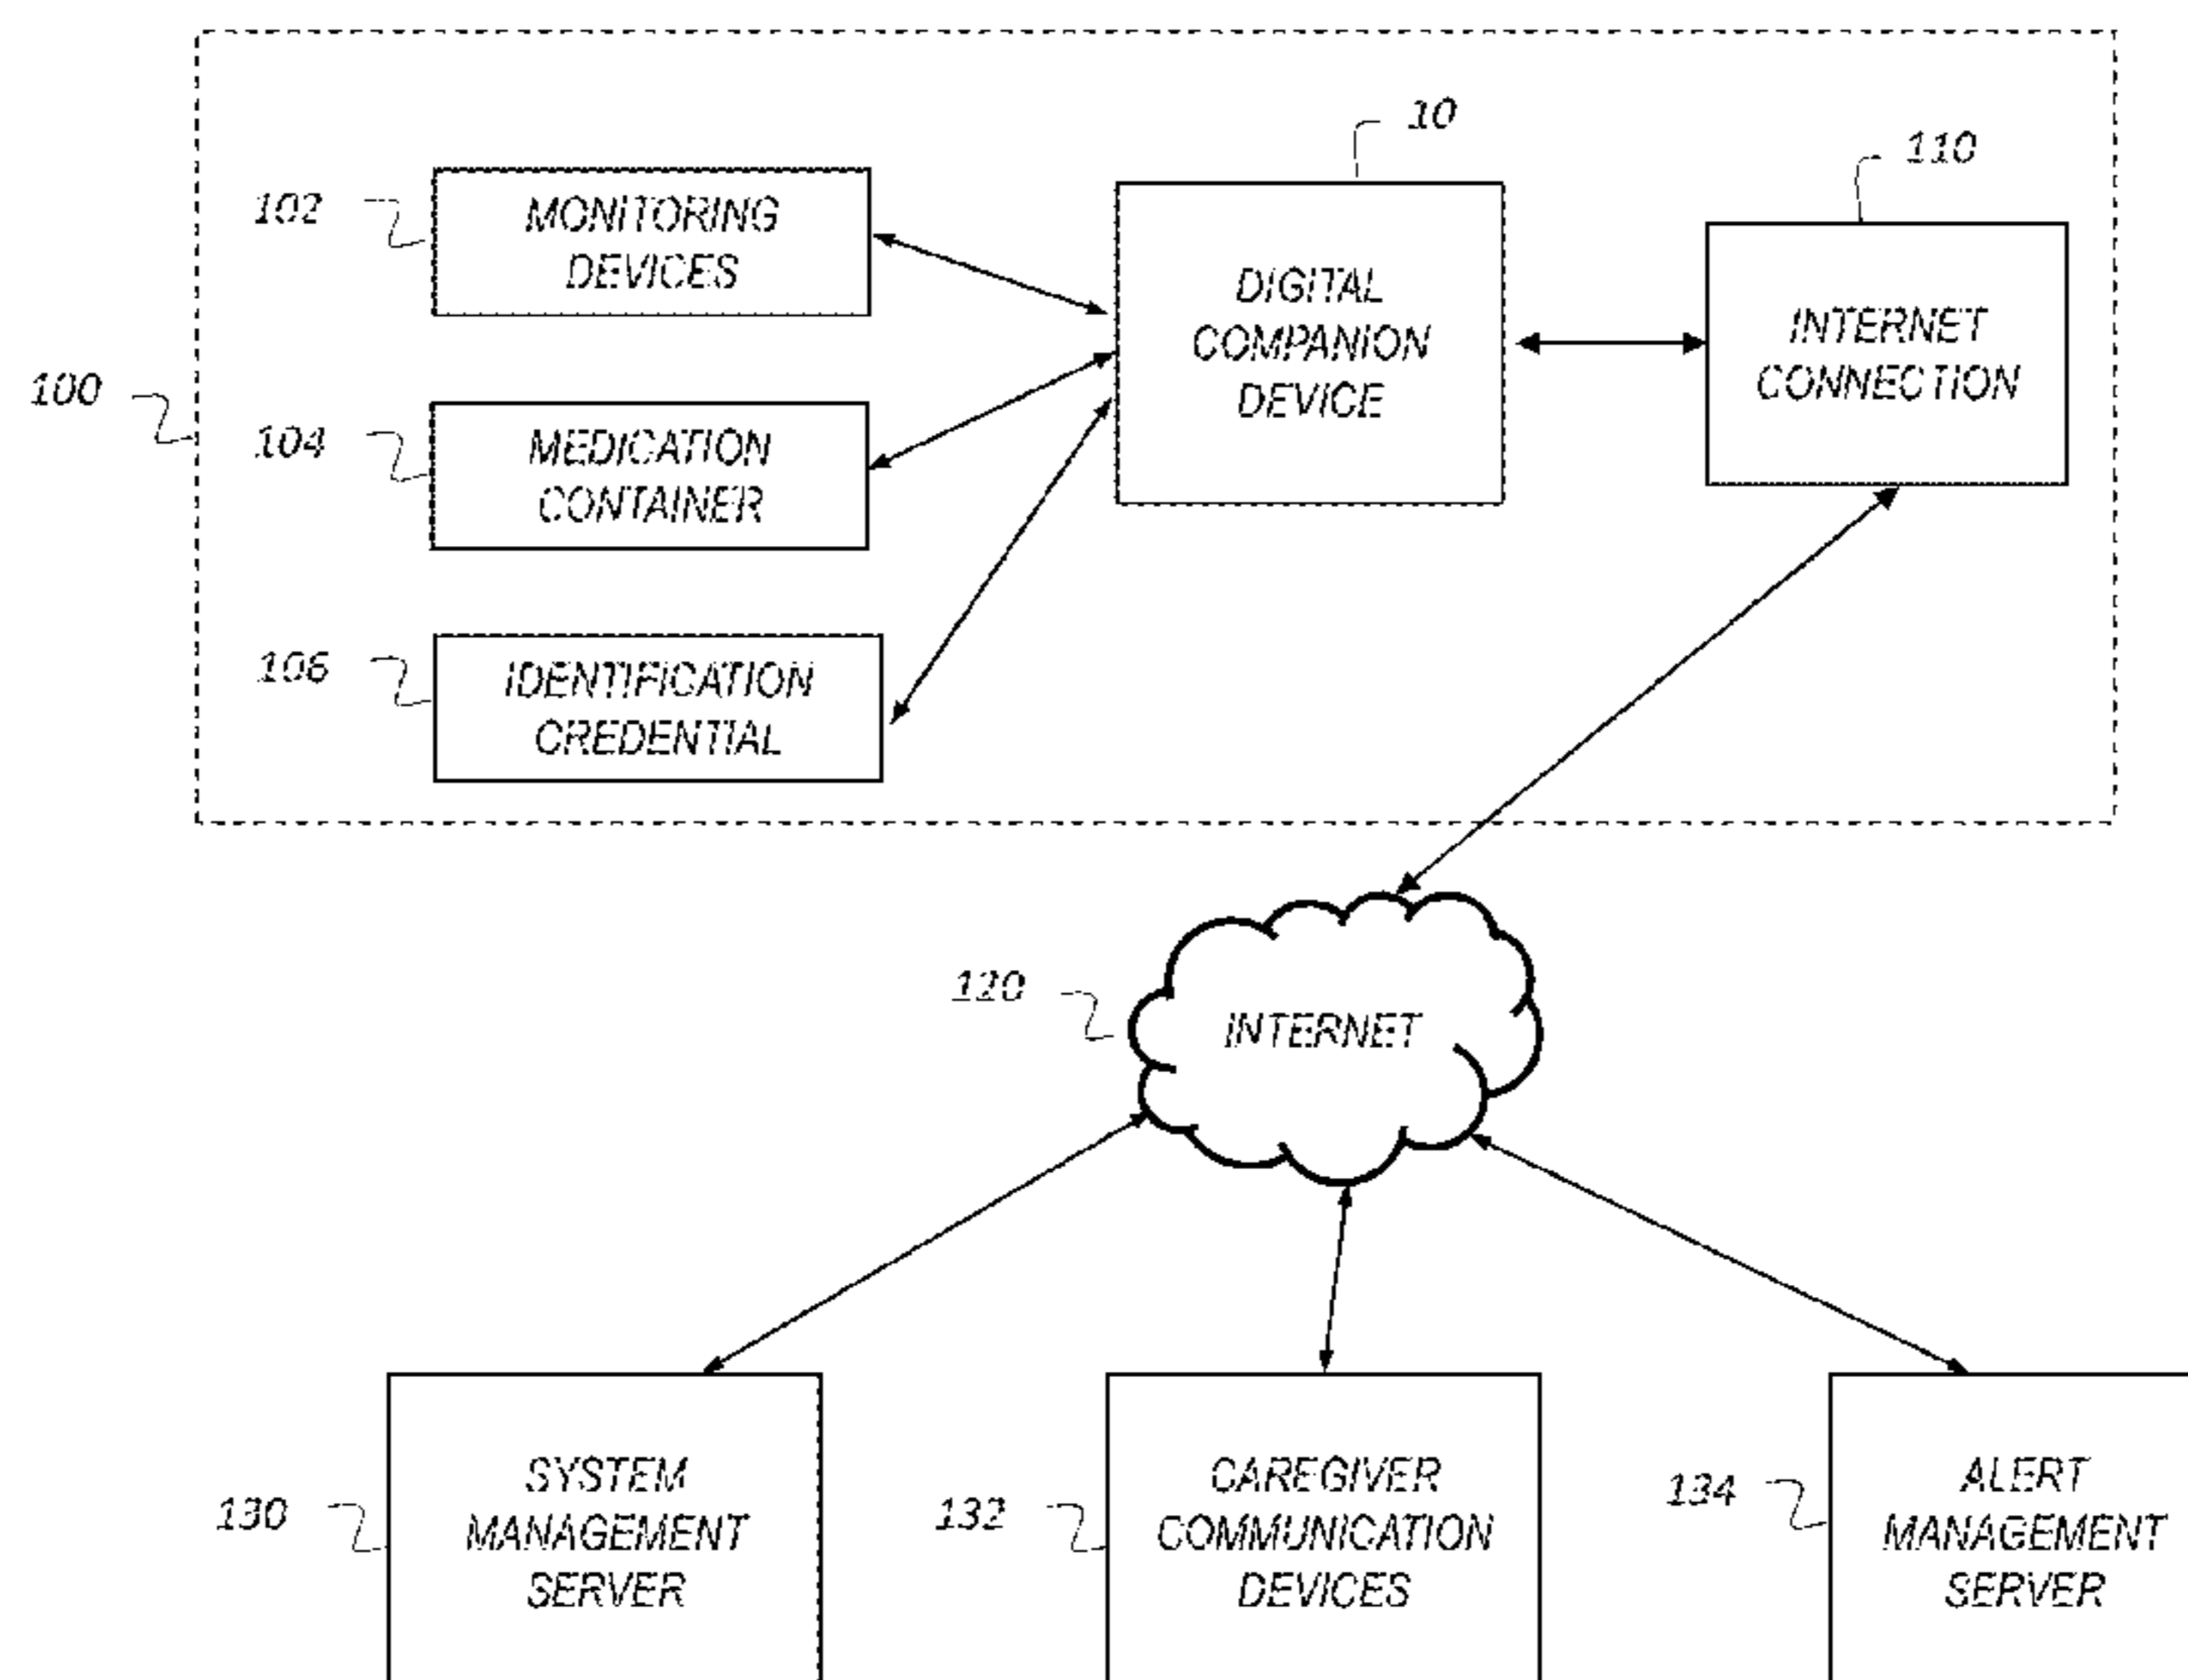 10
110
102
MONITORING
DEVICES
DIGITAL
COMPANION
DEVICE
INTERNET
CONNECTION
100
104
MEDICATION
CONTAINER
106
IDENTIFICATION
CREDENTIAL
120
INTERNET
130
SYSTEM
MANAGEMENT
SERVER
132
CAREGIVER
COMMUNICATION
DEVICES
134
ALERT
MANAGEMENT
SERVER